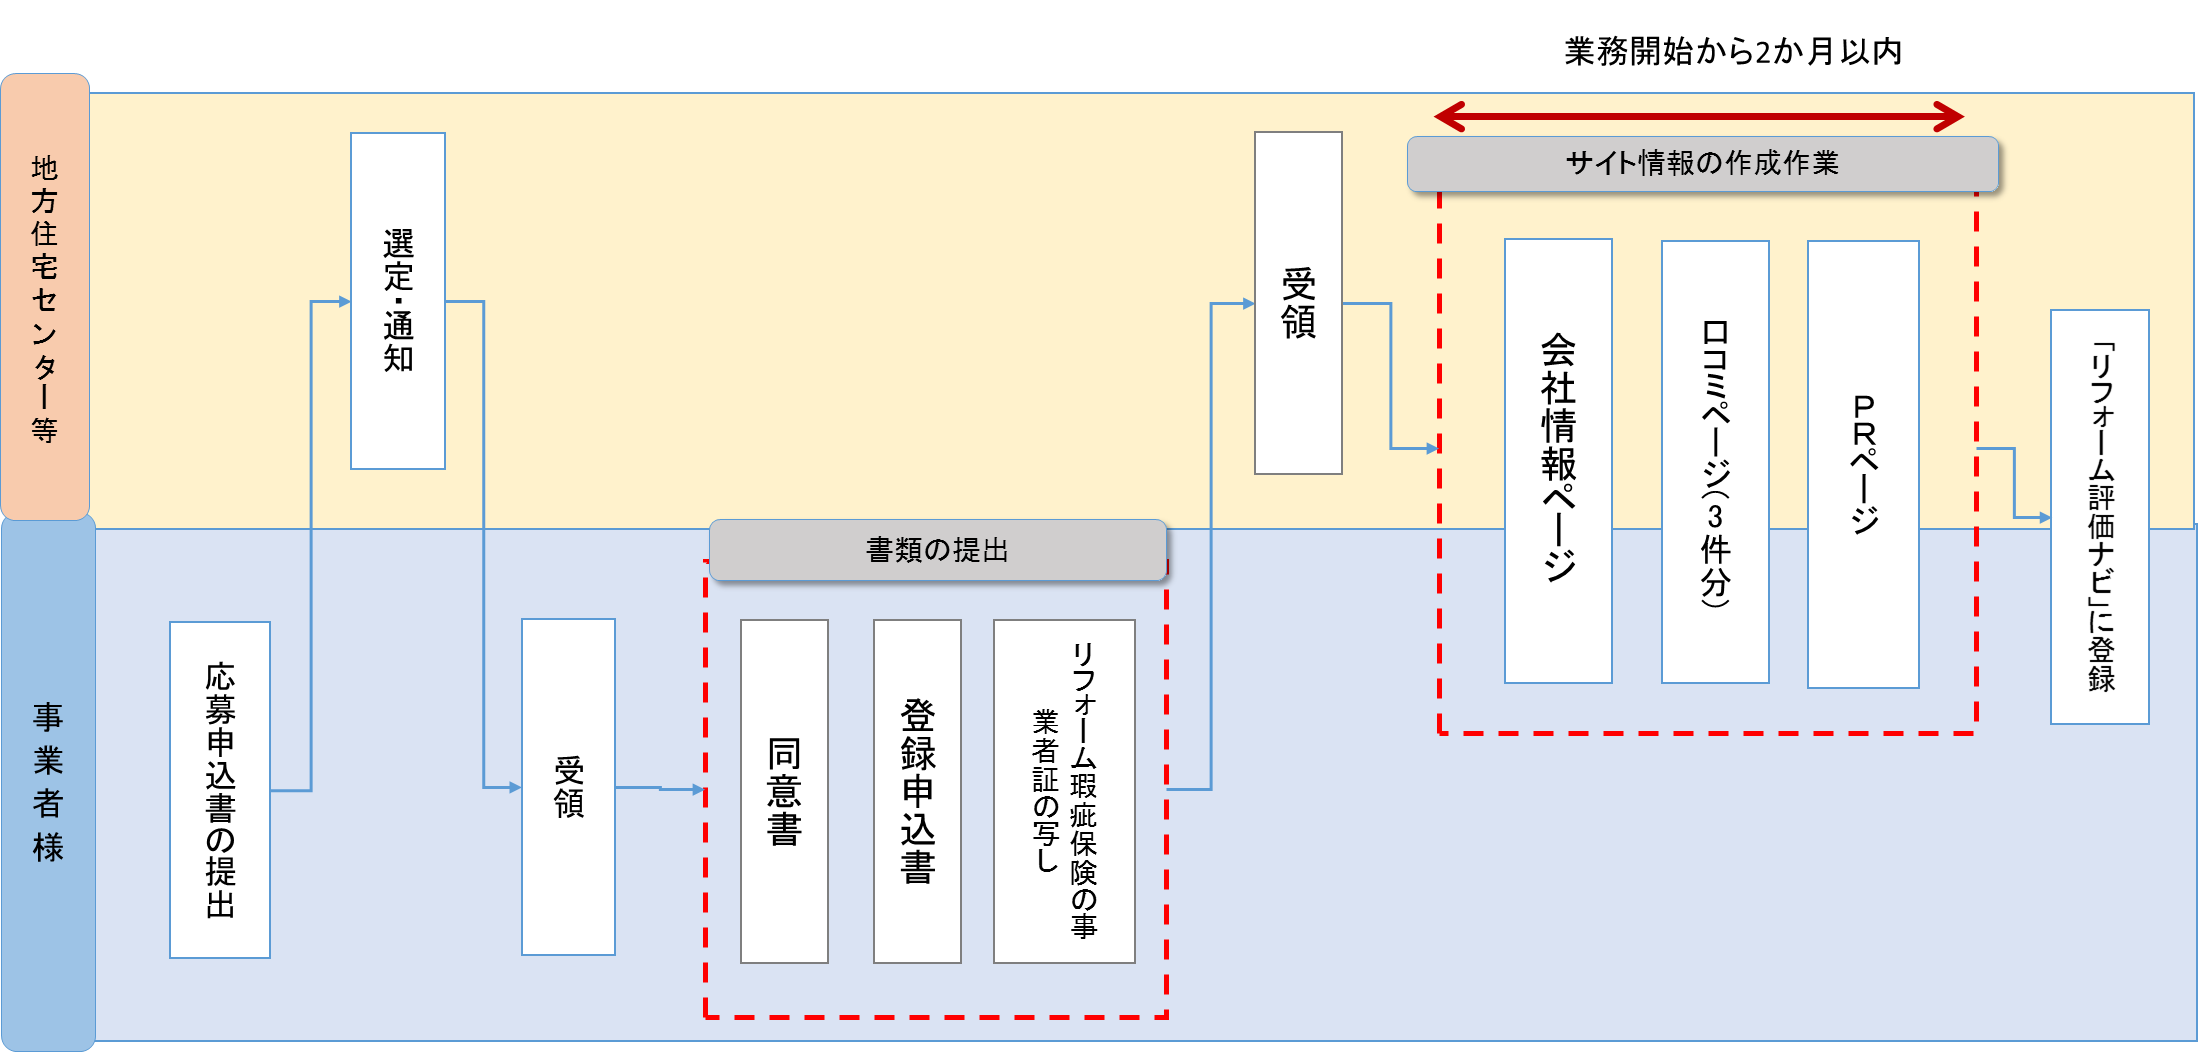 業務開始から2か月以内
地方住宅センター等
選定・通知
受領
サイト情報の作成作業
会社情報ページ
口コミページ（3件分）
PRページ
「リフォーム評価ナビ」に登録
事業者様
応募申込書の提出
受領
書類の提出
同意書
登録申込書
リフォーム瑕疵保険の事
業者証の写し